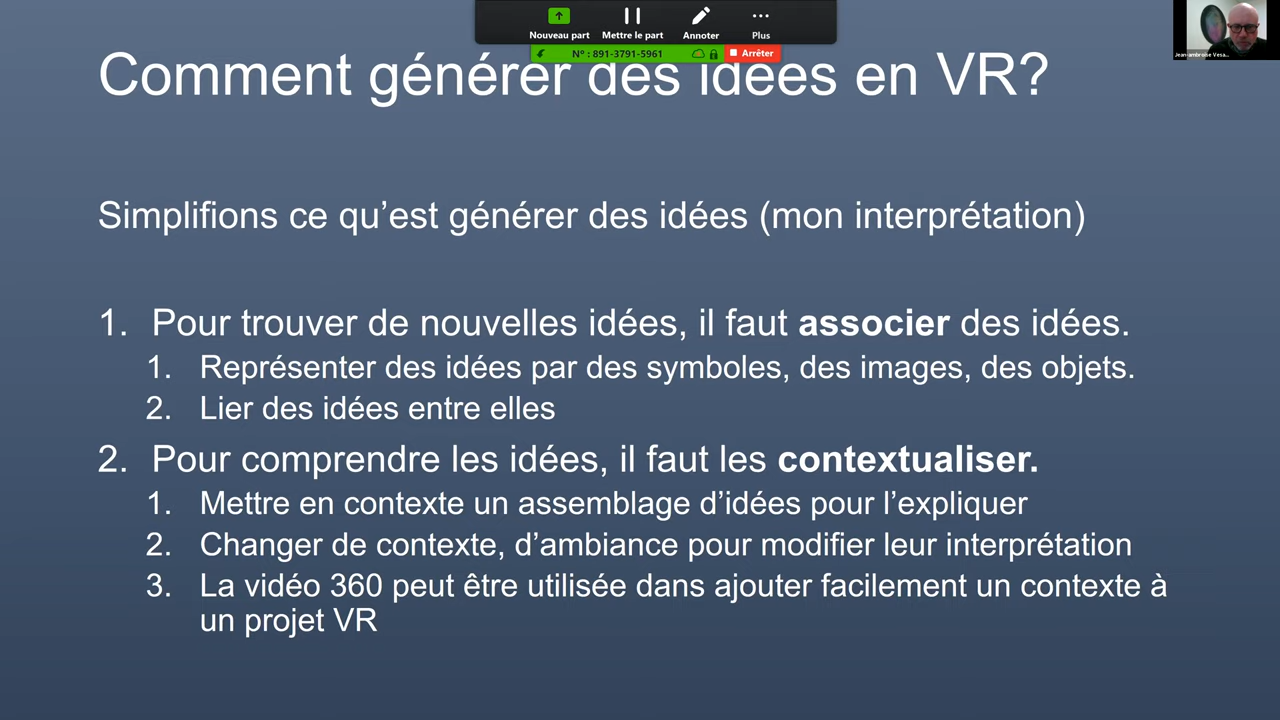 Nouveau part
Mettre le part
Annoter
Plus
N° : 891-3791-5961
Arrêter
Comment générer des idées en VR?
Simplifions ce qu’est générer des idées (mon interprétation)
1. Pour trouver de nouvelles idées, il faut associer des idées.
1. Représenter des idées par des symboles, des images, des objets.
2. Lier des idées entre elles
2. Pour comprendre les idées, il faut les contextualiser.
1. Mettre en contexte un assemblage d’idées pour l’expliquer
2. Changer de contexte, d’ambiance pour modifier leur interprétation
3. La vidéo 360 peut être utilisée dans ajouter facilement un contexte à
un projet VR